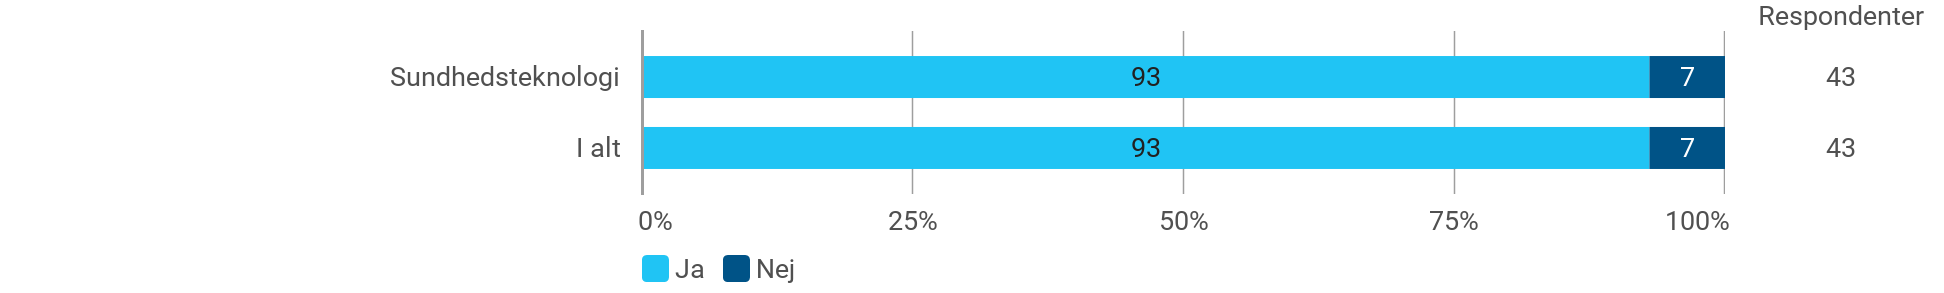 Respondenter
Sundhedsteknologi 93 7 43
I alt 93 7 43
0% 25% 50% 75% 100%
Ja Nej